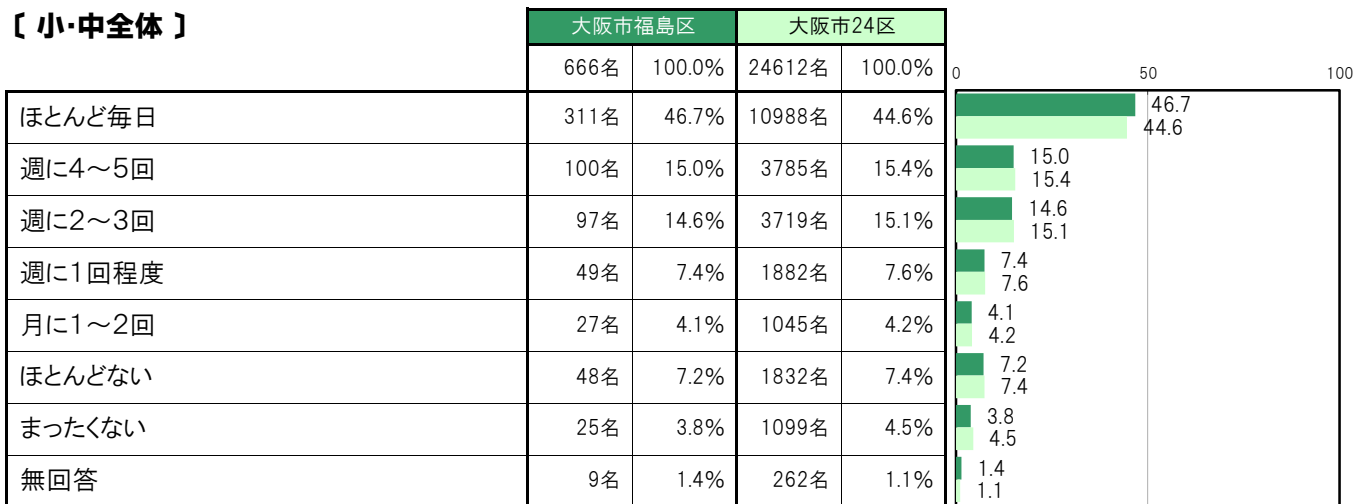 〔 小・中全体 〕
大阪市福島区 大阪市24区
666名 100.0% 24612名 100.0%
0 50 100
ほとんど毎日 311名 46.7% 10988名 44.6% 46.7
44.6
週に4～5回 100名 15.0% 3785名 15.4% 15.0
15.4
週に2～3回 97名 14.6% 3719名 15.1% 14.6
15.1
週に1回程度 49名 7.4% 1882名 7.6% 7.4
7.6
月に1～2回 27名 4.1% 1045名 4.2% 4.1
4.2
ほとんどない 48名 7.2% 1832名 7.4% 7.2
7.4
まったくない 25名 3.8% 1099名 4.5% 3.8
4.5
無回答 9名 1.4% 262名 1.1% 1.4
1.1